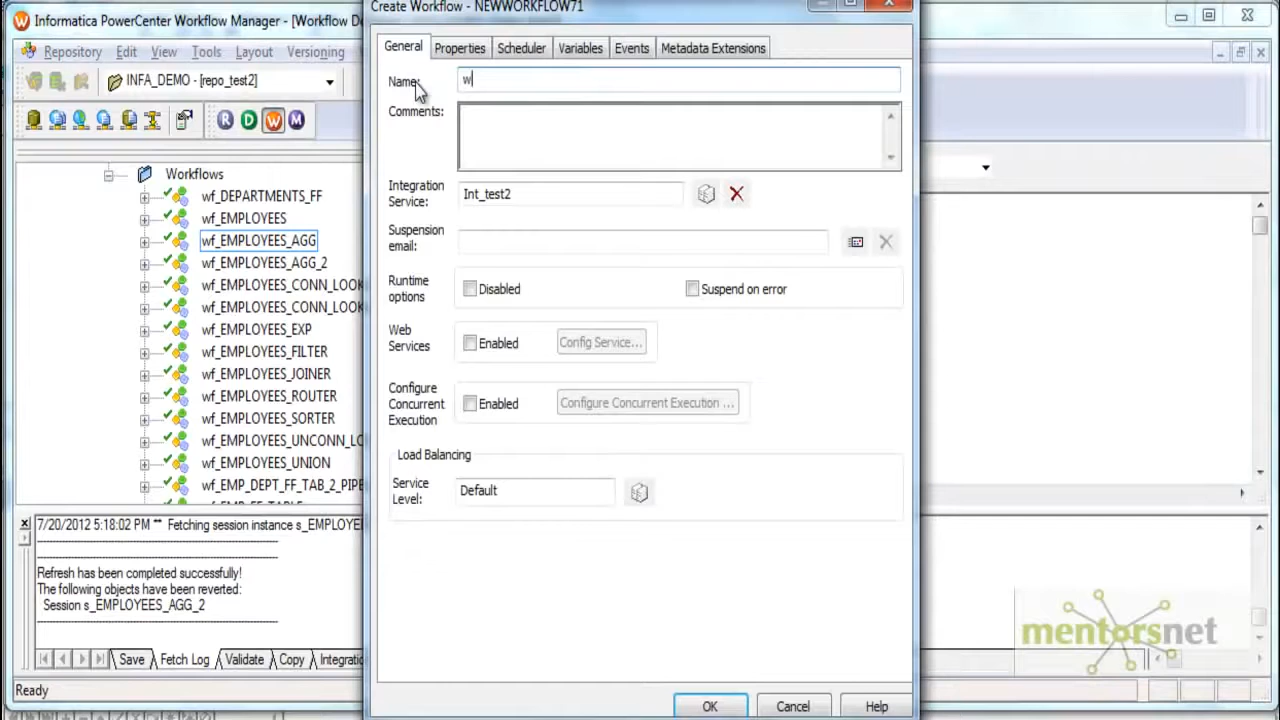 Informatica PowerCenter Workflow Manager - [Workflow De
Create Workflow - NEWWORKFLOW71
Repository Edit View Tools Layout Versioning
INFA_DEMO - [repo_test2]
R D W M
Workflows
wf_DEPARTMENTS_FF
wf_EMPLOYEES
wf_EMPLOYEES_AGG
wf_EMPLOYEES_AGG_2
wf_EMPLOYEES_CONN_LOOK
wf_EMPLOYEES_CONN_LOOK
wf_EMPLOYEES_EXP
wf_EMPLOYEES_FILTER
wf_EMPLOYEES_JOINER
wf_EMPLOYEES_ROUTER
wf_EMPLOYEES_SORTER
wf_EMPLOYEES_UNCONN_LO
wf_EMPLOYEES_UNION
wf_EMP_DEPT_FF_TAB_2_PIPE
General Properties Scheduler Variables Events Metadata Extensions
Name: w
Comments:
Integration
Service: Int_test2
Suspension
email:
Runtime
options Disabled Suspend on error
Web
Services Enabled Config Service...
Configure
Concurrent
Execution Enabled Configure Concurrent Execution ...
Load Balancing
Service
Level: Default
OK Cancel Help
7/20/2012 5:18:02 PM ** Fetching session instance s_EMPLOYE
Refresh has been completed successfully!
The following objects have been reverted:
Session s_EMPLOYEES_AGG_2
Save Fetch Log Validate Copy Integratio
Ready
mentorsnet